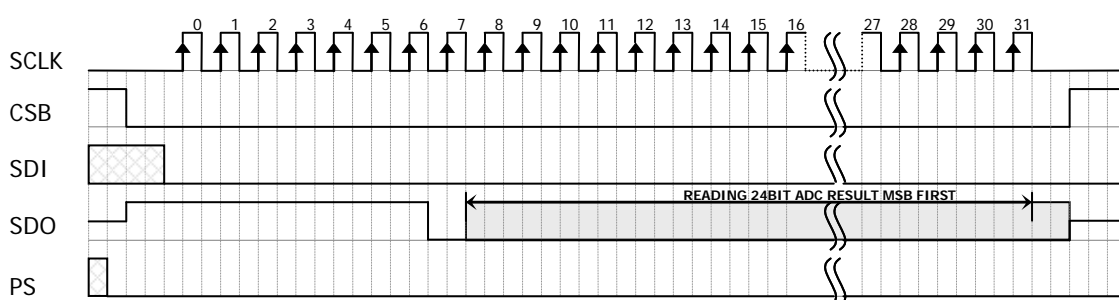 0 1 2 3 4 5 6 7 8 9 10 11 12 13 14 15 16 27 28 29 30 31
SCLK
CSB
SDI
READING 24BIT ADC RESULT MSB FIRST
SDO
PS